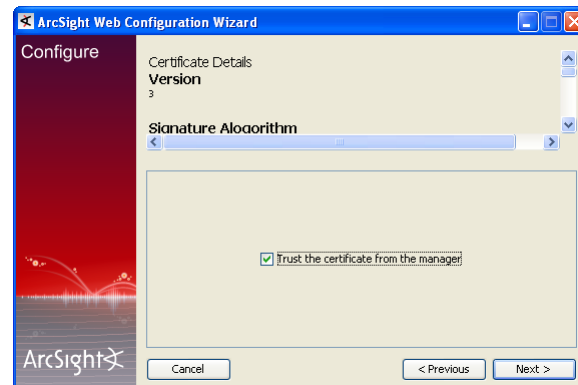 ArcSight Web Configuration Wizard
Configure
Certificate Details
Version
3
Signature Alogorithm
Trust the certificate from the manager
ArcSight
Cancel
< Previous
Next >